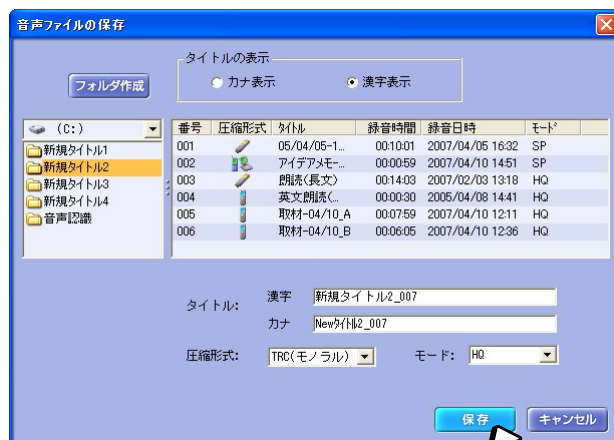 音声ファイルの保存
タイトルの表示
フォルダ作成
カナ表示 漢字表示
(C:)
新規タイトル1
新規タイトル2
新規タイトル3
新規タイトル4
音声認識
番号 圧縮形式 タイトル 録音時間 録音日時 モード
001 05/04/05-1... 00:10:01 2007/04/05 16:32 SP
002 アイデアメモ-... 00:00:59 2007/04/10 14:51 SP
003 朗読(長文) 00:14:03 2007/02/03 13:18 HQ
004 英文朗読(... 00:00:30 2005/04/08 14:41 HQ
005 取材-04/10_A 00:07:59 2007/04/10 12:11 HQ
006 取材-04/10_B 00:06:05 2007/04/10 12:36 HQ
タイトル: 漢字 新規タイトル2_007
カナ Newタイトル2_007
圧縮形式: TRC(モノラル) モード: HQ
保存 キャンセル